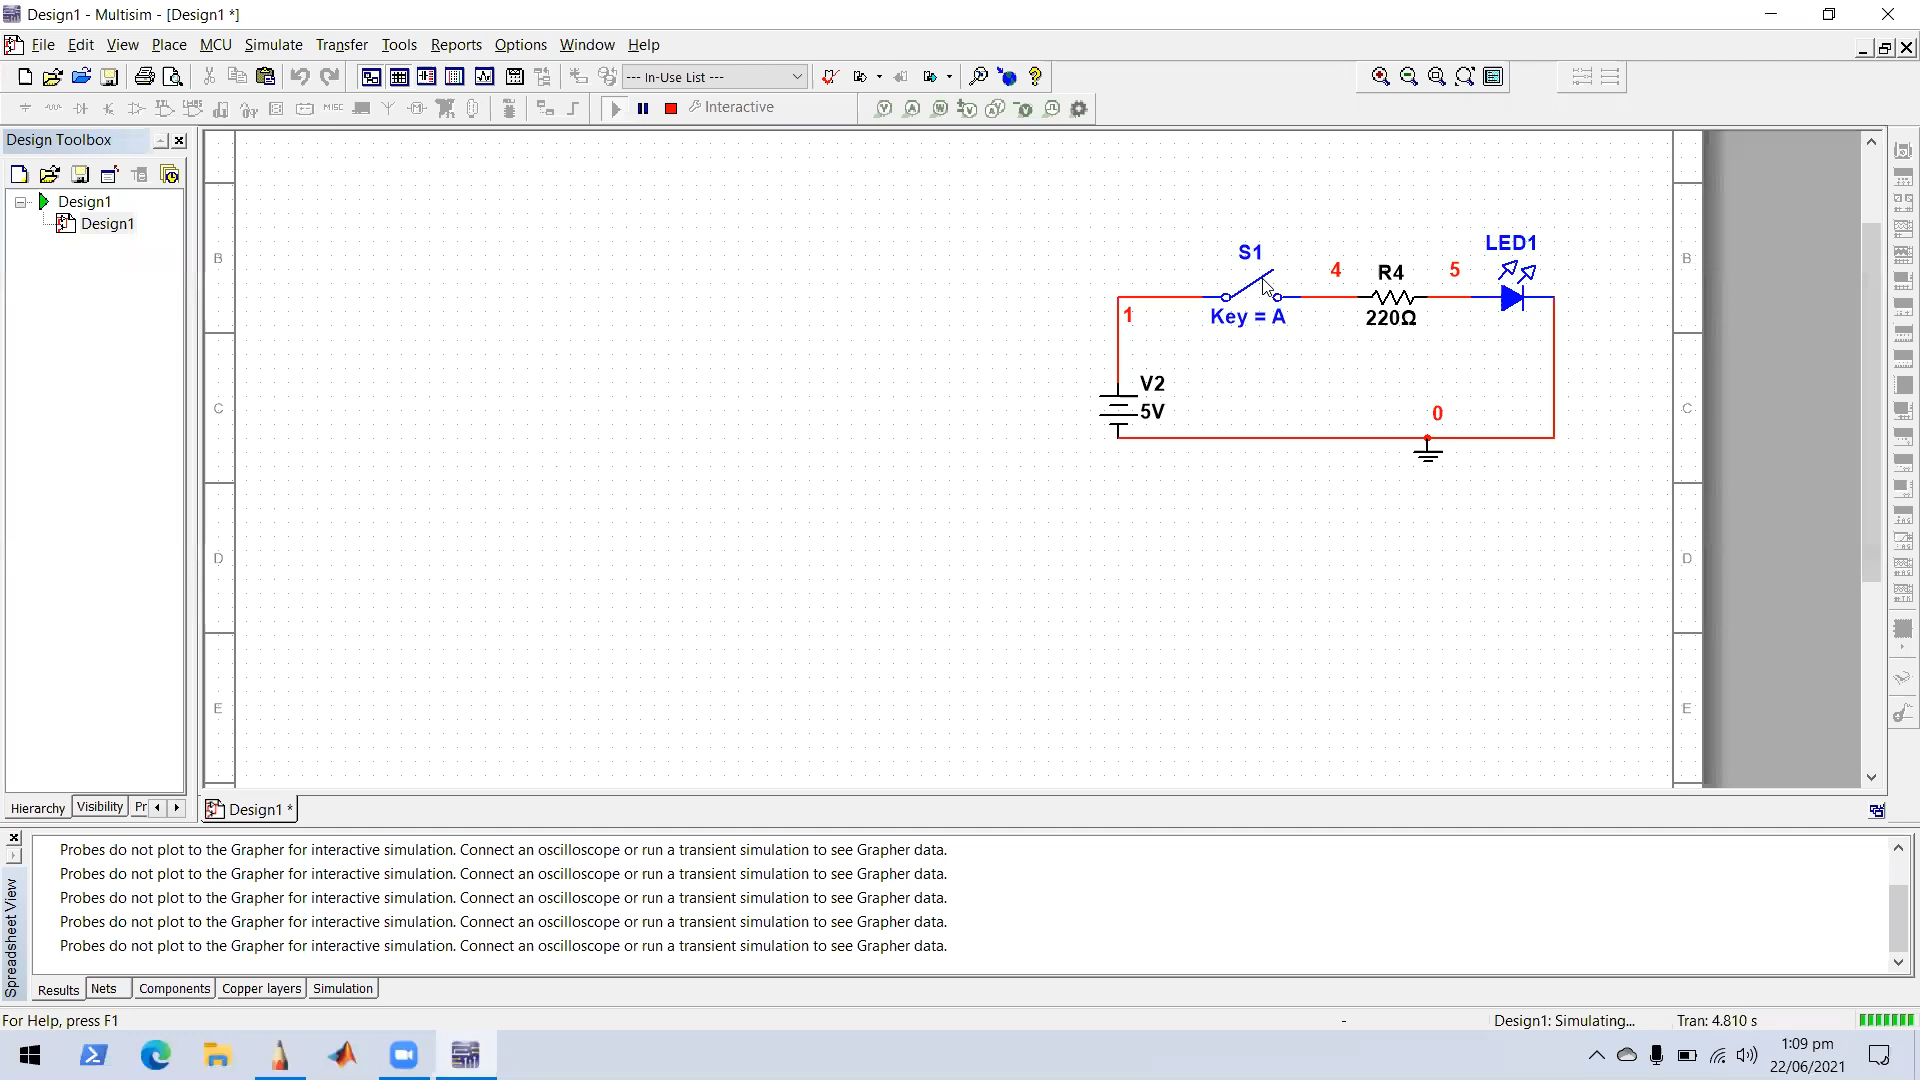 Design1 - Multisim - [Design1 *]
File Edit View Place MCU Simulate Transfer Tools Reports Options Window Help
--- In-Use List ---
MISC
Interactive
Design Toolbox
Design1
Design1
B
C
D
E
B
C
D
E
S1
Key = A
1
4
R4
220Ω
5
LED1
V2
5V
0
Hierarchy Visibility Pr
Design1 *
Spreadsheet View
Probes do not plot to the Grapher for interactive simulation. Connect an oscilloscope or run a transient simulation to see Grapher data.
Probes do not plot to the Grapher for interactive simulation. Connect an oscilloscope or run a transient simulation to see Grapher data.
Probes do not plot to the Grapher for interactive simulation. Connect an oscilloscope or run a transient simulation to see Grapher data.
Probes do not plot to the Grapher for interactive simulation. Connect an oscilloscope or run a transient simulation to see Grapher data.
Probes do not plot to the Grapher for interactive simulation. Connect an oscilloscope or run a transient simulation to see Grapher data.
Results Nets Components Copper layers Simulation
For Help, press F1
-
Design1: Simulating...
Tran: 4.810 s
1:09 pm
22/06/2021